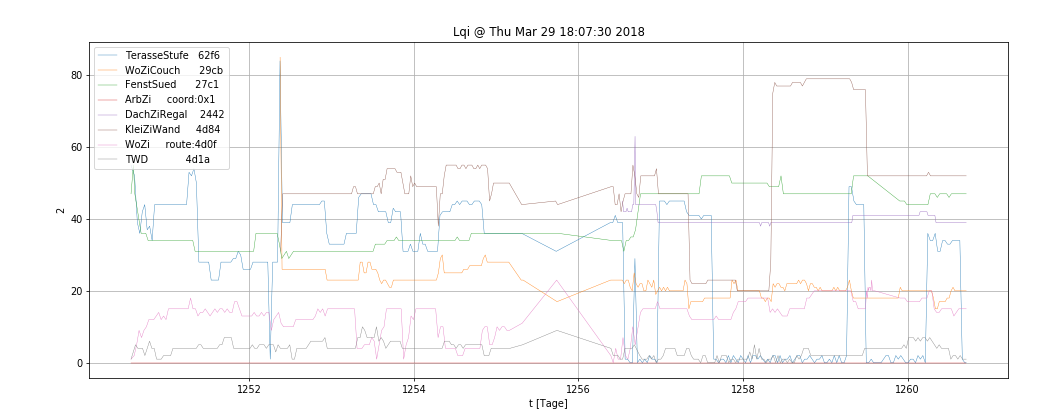 Lqi @ Thu Mar 29 18:07:30 2018
80
60
40
20
0
2
TerasseStufe 62f6
WoZiCouch 29cb
FenstSued 27c1
ArbZi coord:0x1
DachZiRegal 2442
KleiZiWand 4d84
WoZi route:4d0f
TWD 4d1a
1252 1254 1256 1258 1260
t [Tage]